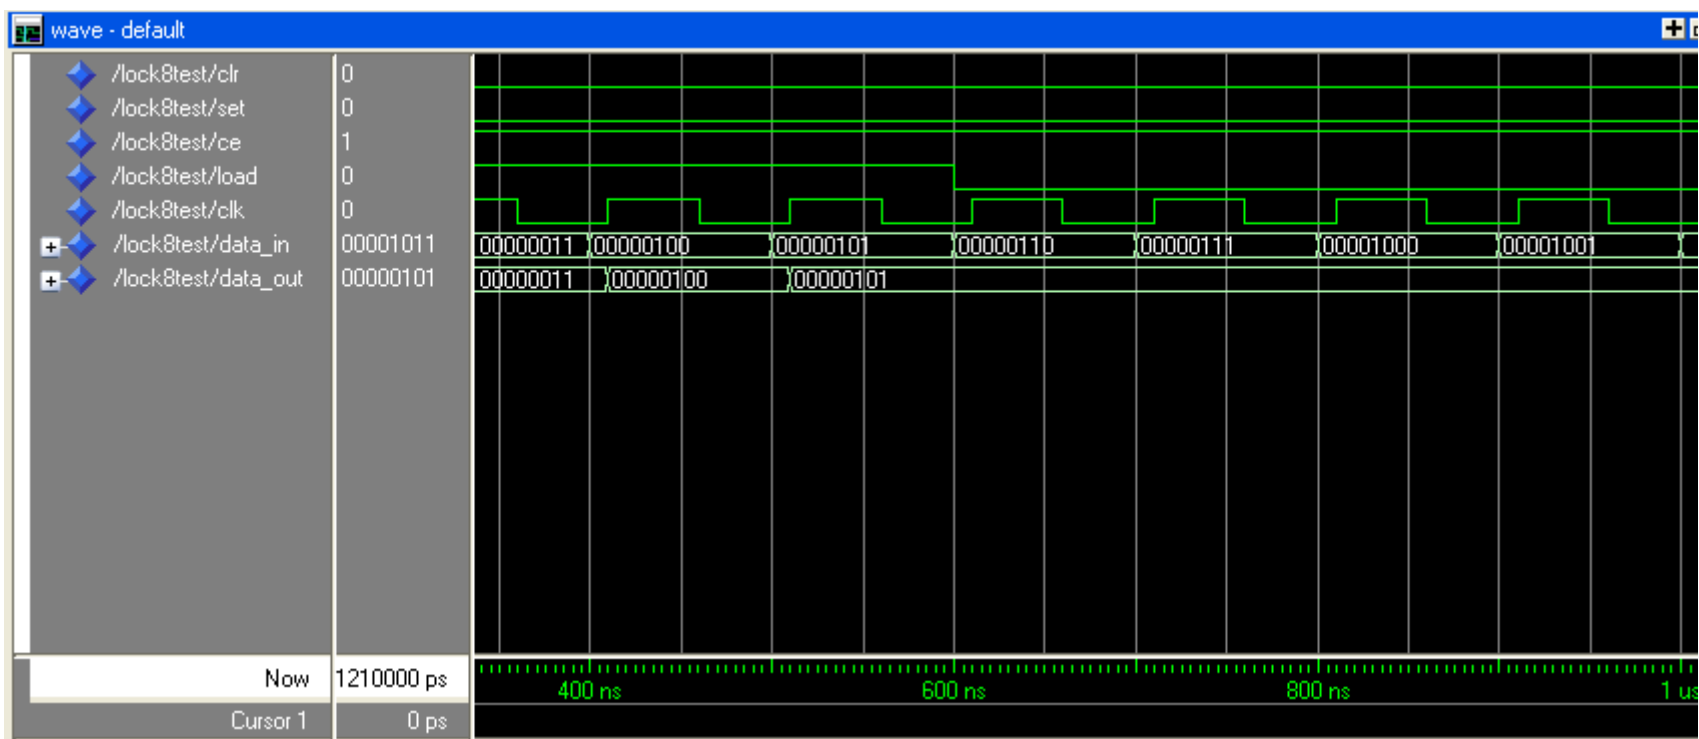 wave - default
/lock8test/clr 0
/lock8test/set 0
/lock8test/ce 1
/lock8test/load 0
/lock8test/clk 0
/lock8test/data_in 00001011 00000011 00000100 00000101 00000110 00000111 00001000 00001001
/lock8test/data_out 00000101 00000011 00000100 00000101
Now 1210000 ps 400 ns 600 ns 800 ns 1 us
Cursor 1 0 ps